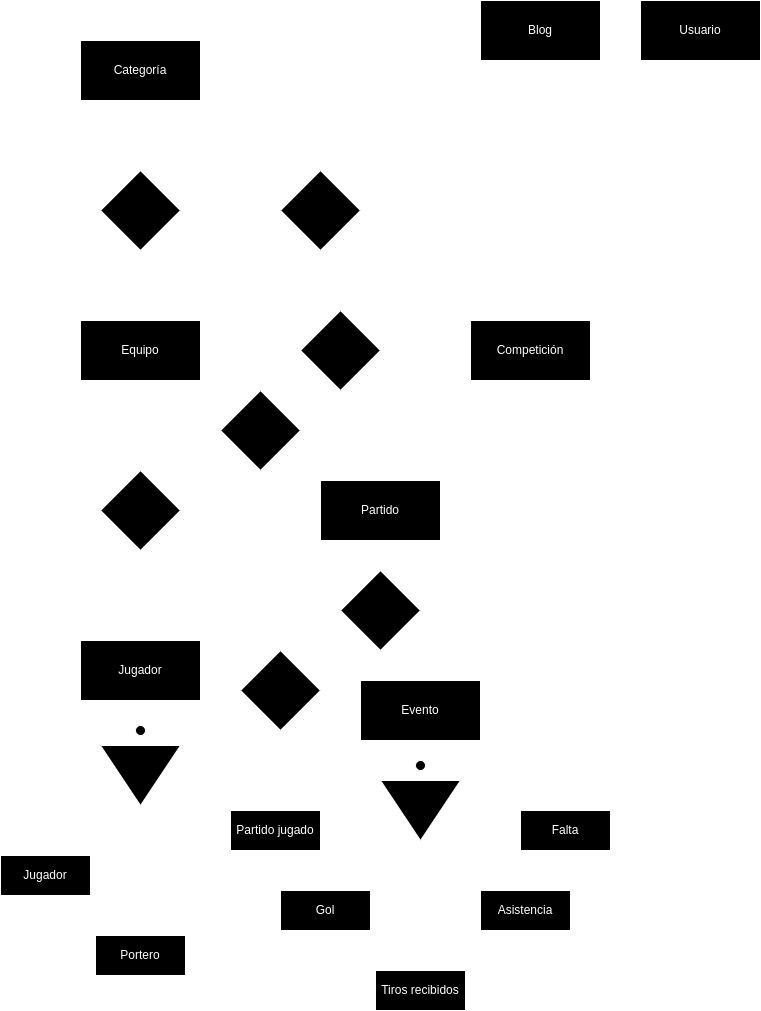 Blog
Usuario
Categoría
Equipo
Competición
Partido
Jugador
Evento
Partido jugado
Falta
Jugador
Gol
Asistencia
Portero
Tiros recibidos